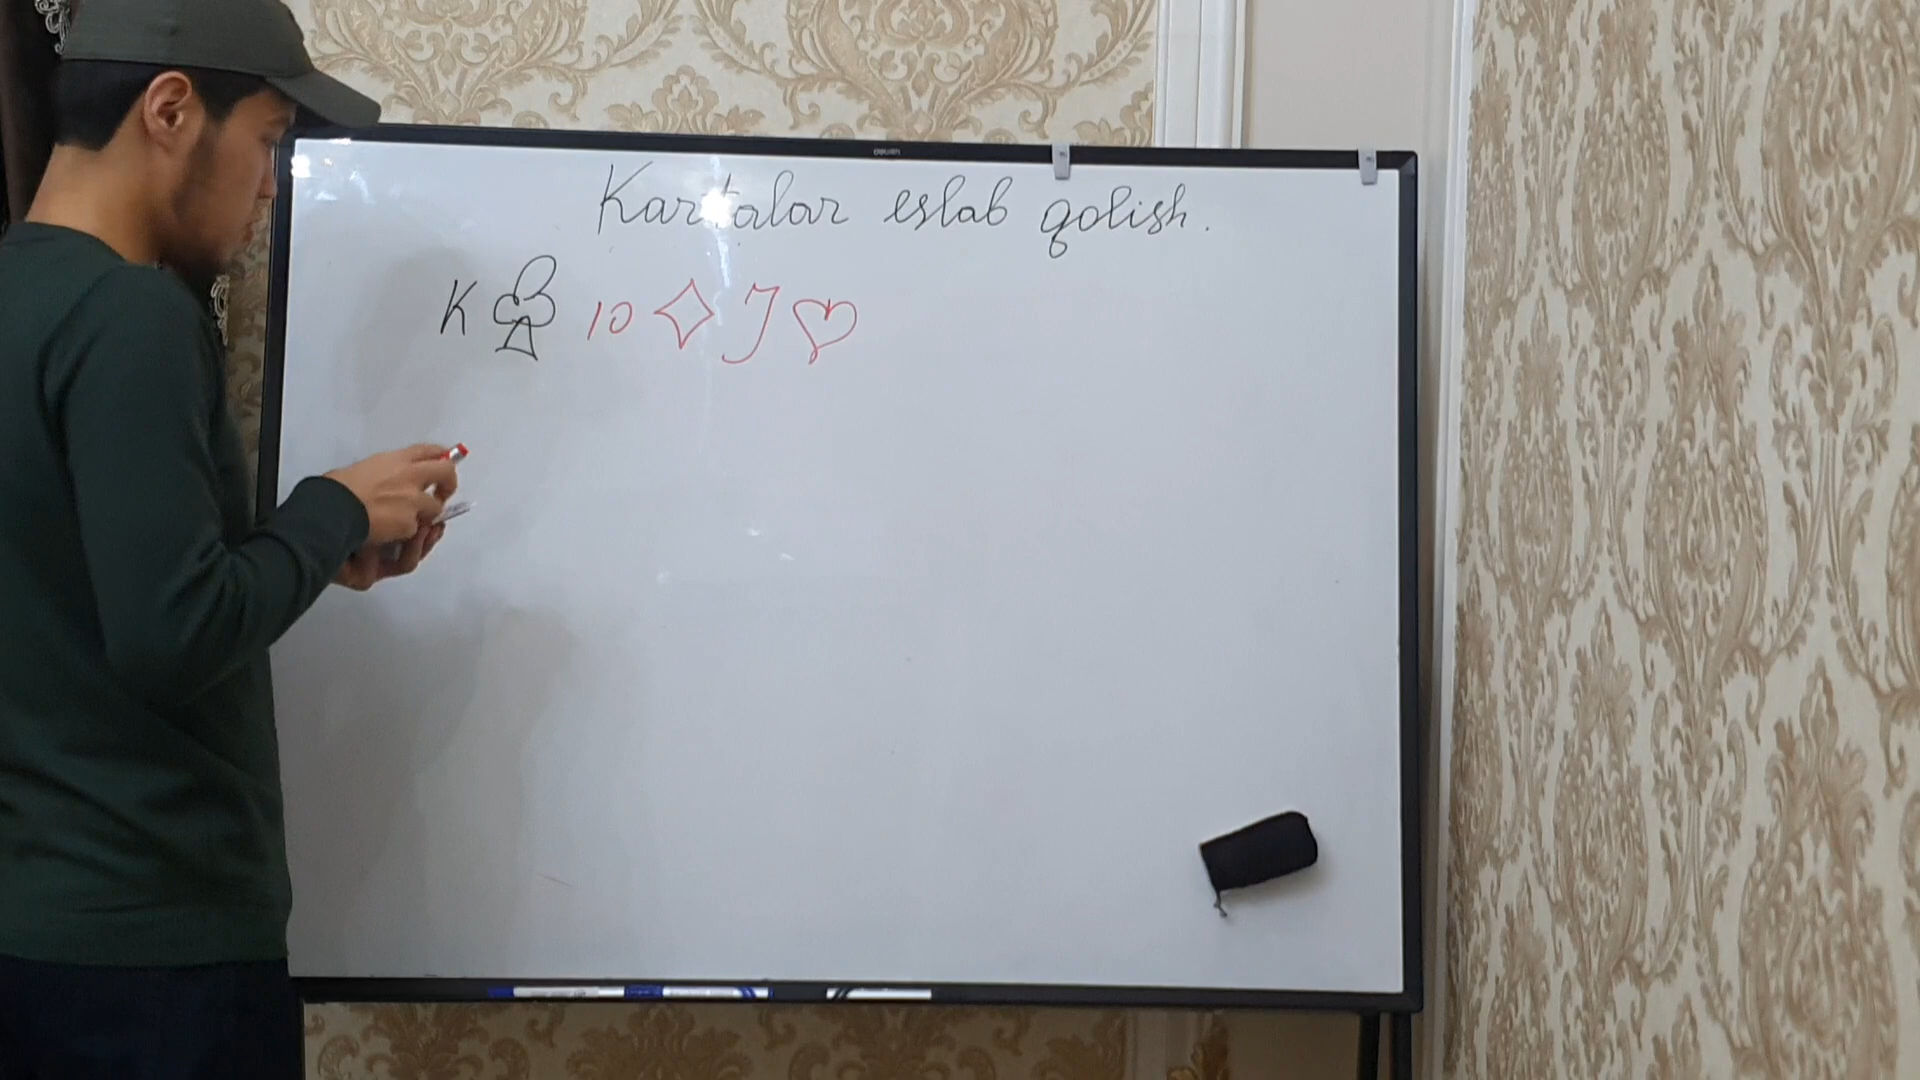 Kartalar eslab qolish.
K ♣ 10 ♦ J ♥